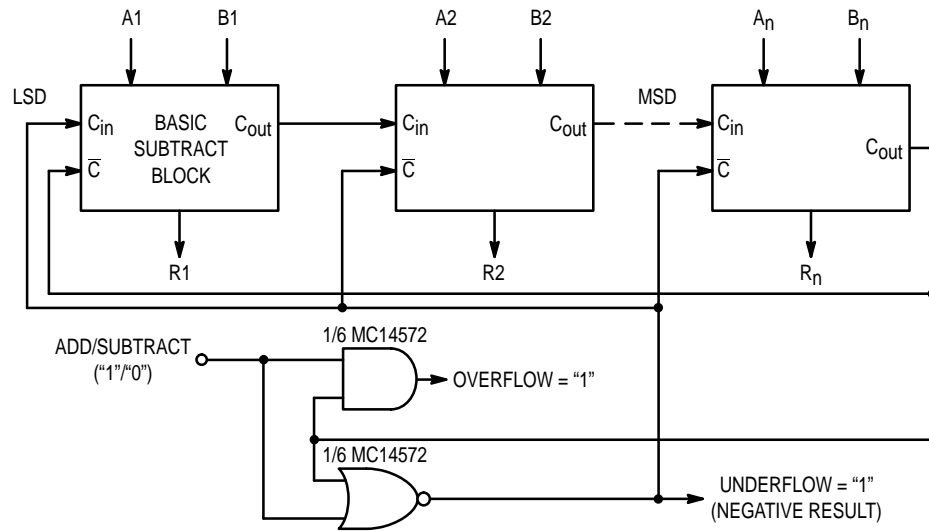 A1 B1 A2 B2 An Bn
LSD MSD
Cin BASIC SUBTRACT BLOCK Cout Cin Cout Cin Cout
C̅ C̅ C̅
R1 R2 Rn
1/6 MC14572
ADD/SUBTRACT
("1"/"0")
OVERFLOW = "1"
1/6 MC14572
UNDERFLOW = "1"
(NEGATIVE RESULT)